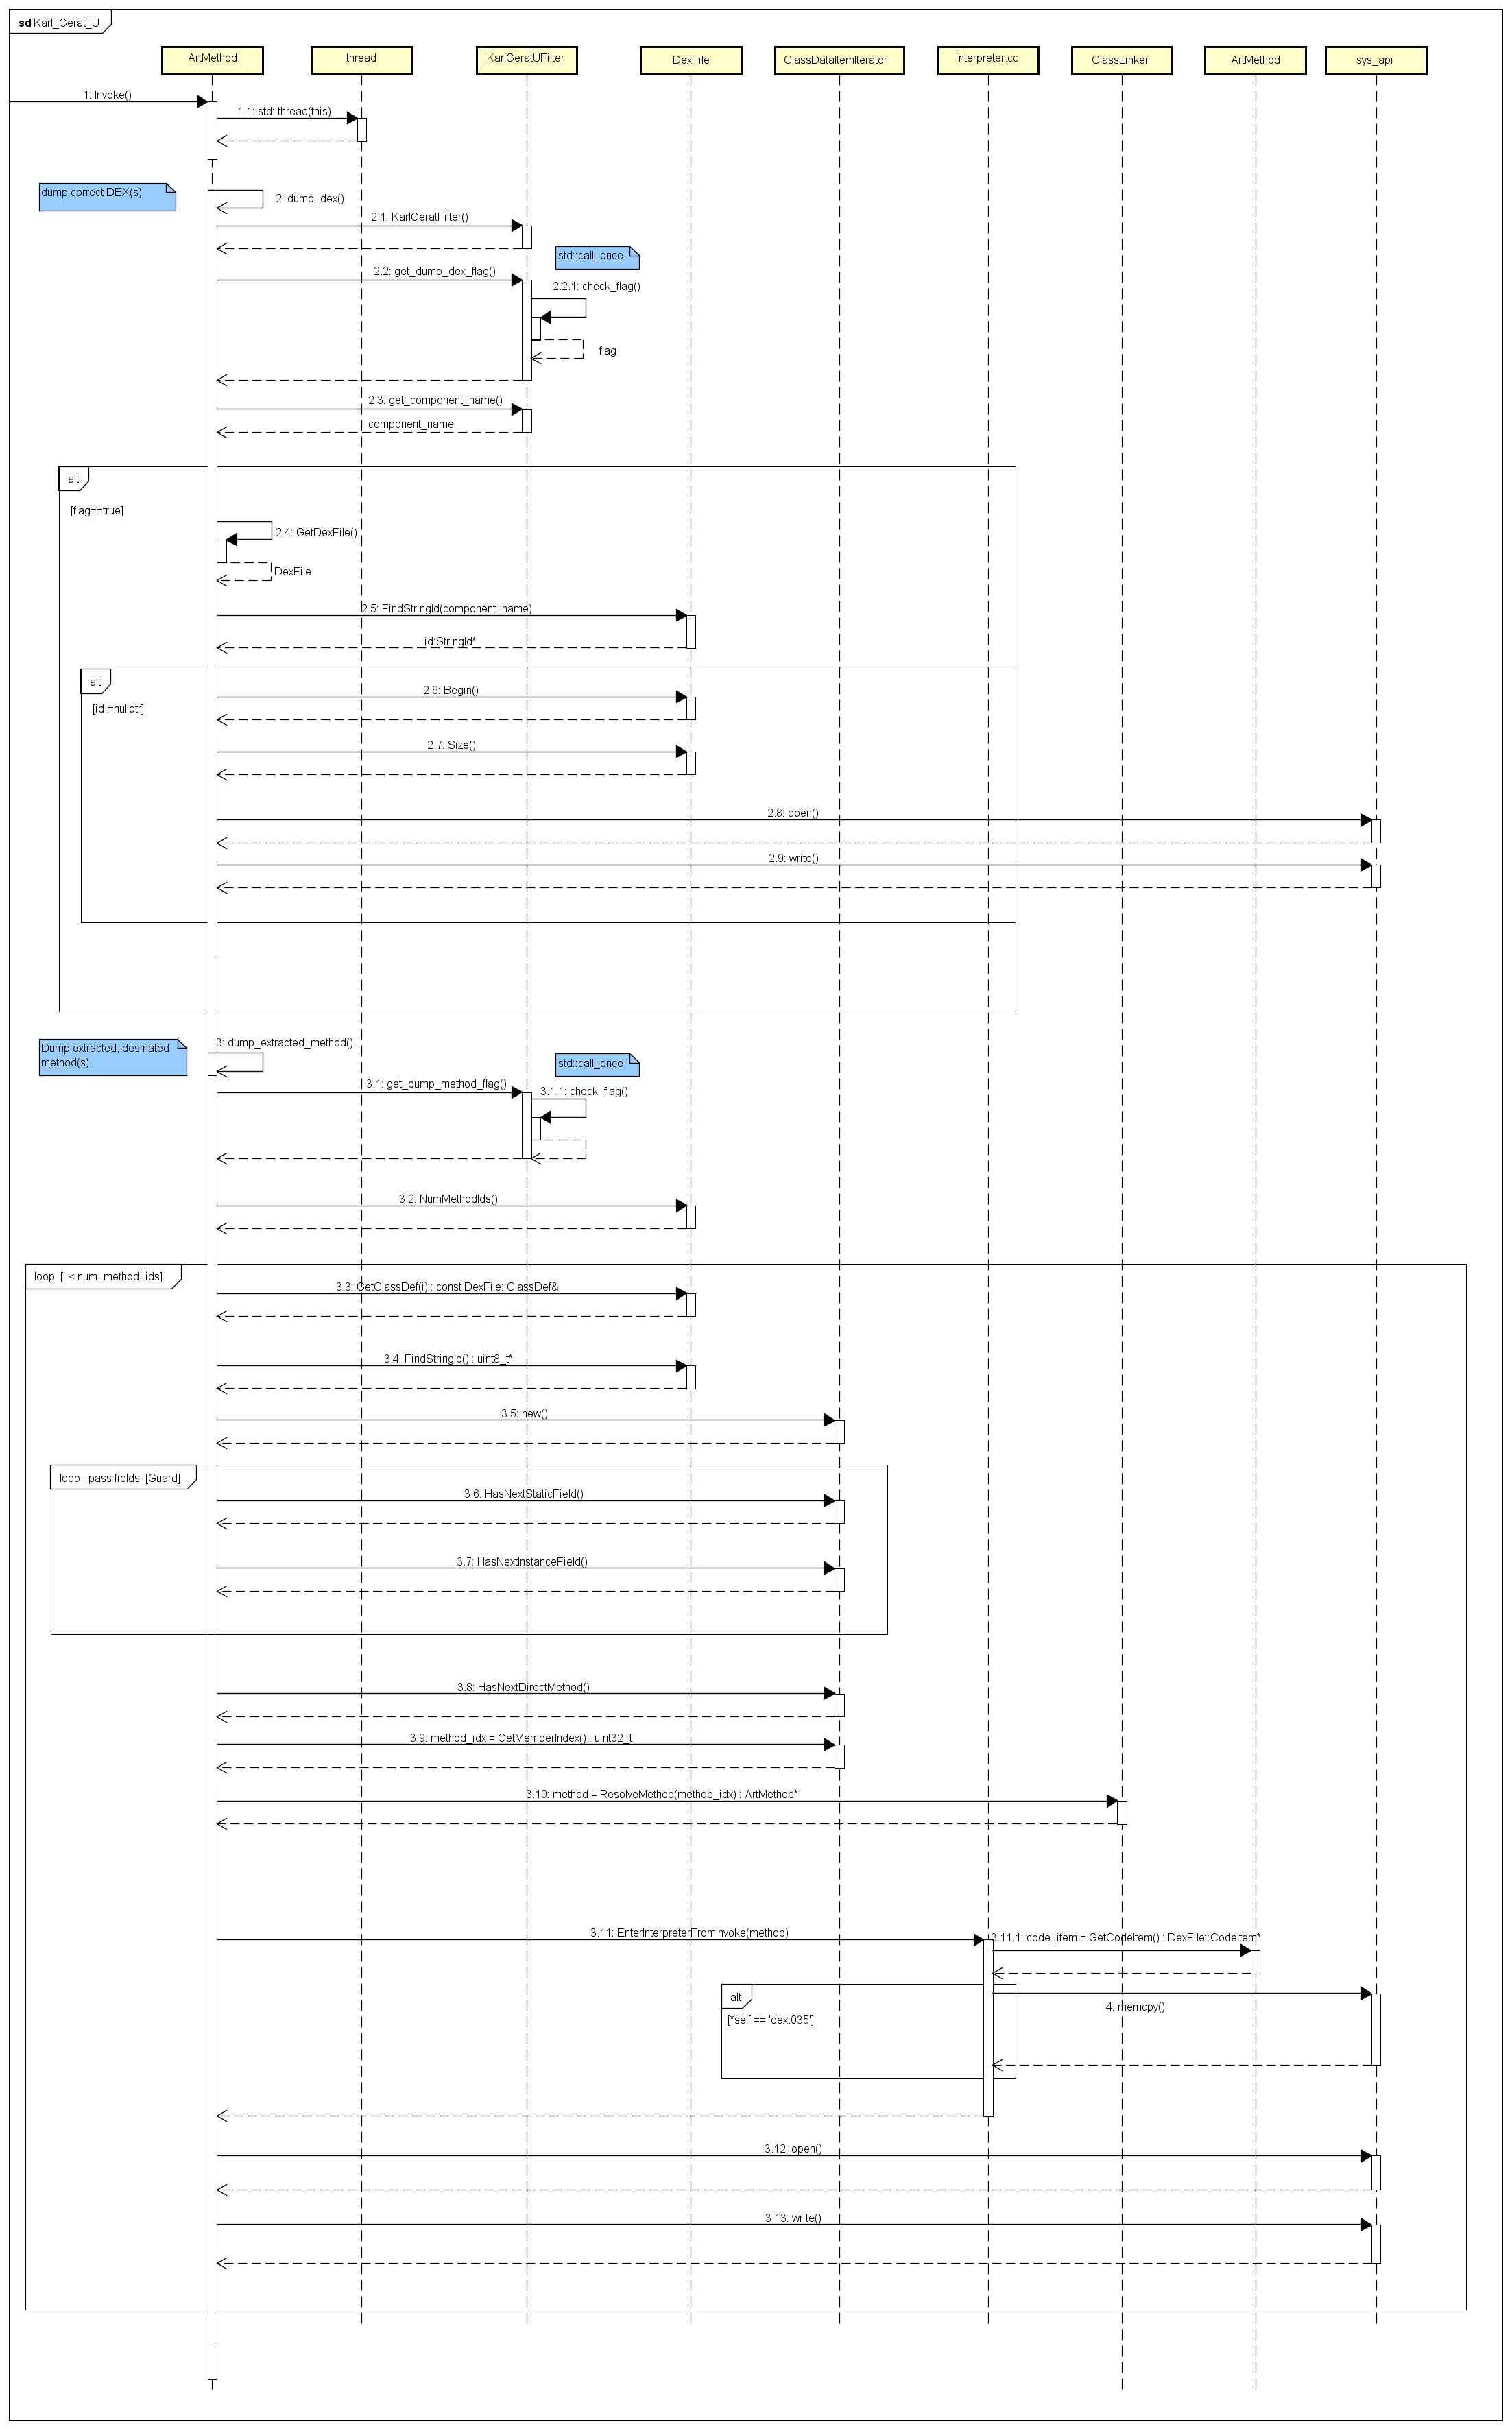 sd Karl_Gerat_U
ArtMethod
thread
KarlGeratUFilter
DexFile
ClassDataItemIterator
interpreter.cc
ClassLinker
ArtMethod
sys_api
1: Invoke()
1.1: std::thread(this)
dump correct DEX(s)
2: dump_dex()
2.1: KarlGeratFilter()
std::call_once
2.2: get_dump_dex_flag()
2.2.1: check_flag()
flag
2.3: get_component_name()
component_name
alt
[flag==true]
2.4: GetDexFile()
DexFile
2.5: FindStringId(component_name)
id:StringId*
alt
2.6: Begin()
[id!=nullptr]
2.7: Size()
2.8: open()
2.9: write()
Dump extracted, desinated
method(s)
3: dump_extracted_method()
std::call_once
3.1: get_dump_method_flag()
3.1.1: check_flag()
3.2: NumMethodIds()
loop [i < num_method_ids]
3.3: GetClassDef(i) : const DexFile::ClassDef&
3.4: FindStringId() : uint8_t*
3.5: new()
loop : pass fields [Guard]
3.6: HasNextStaticField()
3.7: HasNextInstanceField()
3.8: HasNextDirectMethod()
3.9: method_idx = GetMemberIndex() : uint32_t
3.10: method = ResolveMethod(method_idx) : ArtMethod*
3.11: EnterInterpreterFromInvoke(method)
3.11.1: code_item = GetCodeItem() : DexFile::CodeItem*
alt
4: memcpy()
[*self == 'dex.035']
3.12: open()
3.13: write()